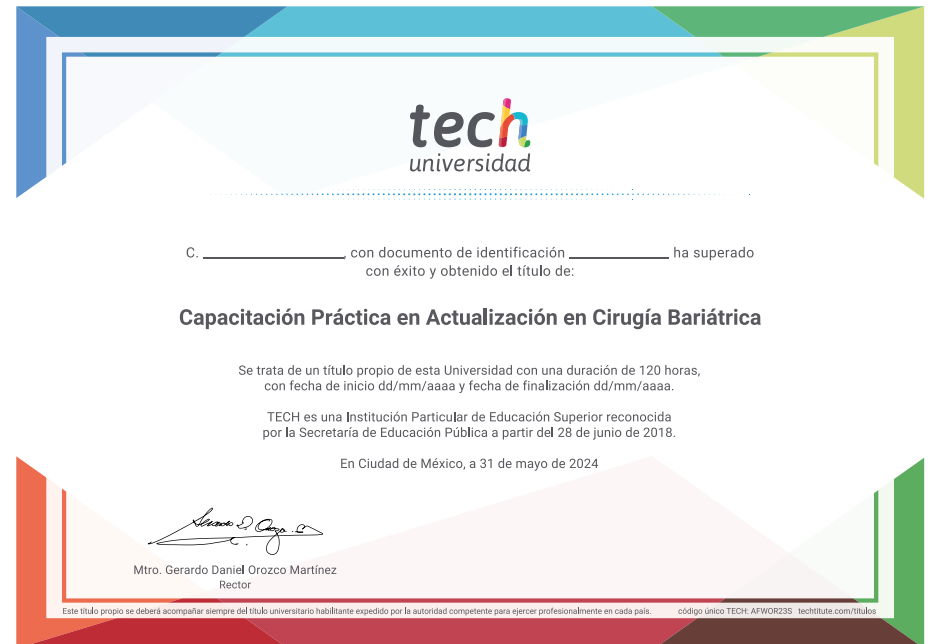 tech
universidad
C. ____________, con documento de identificación ____________ ha superado
con éxito y obtenido el título de:
Capacitación Práctica en Actualización en Cirugía Bariátrica
Se trata de un título propio de esta Universidad con una duración de 120 horas,
con fecha de inicio dd/mm/aaaa y fecha de finalización dd/mm/aaaa.
TECH es una Institución Particular de Educación Superior reconocida
por la Secretaría de Educación Pública a partir del 28 de junio de 2018.
En Ciudad de México, a 31 de mayo de 2024
Mtro. Gerardo Daniel Orozco Martínez
Rector
Este título propio se deberá acompañar siempre del título universitario habilitante expedido por la autoridad competente para ejercer profesionalmente en cada país. código único TECH: AFWOR23S techtitute.com/titulos